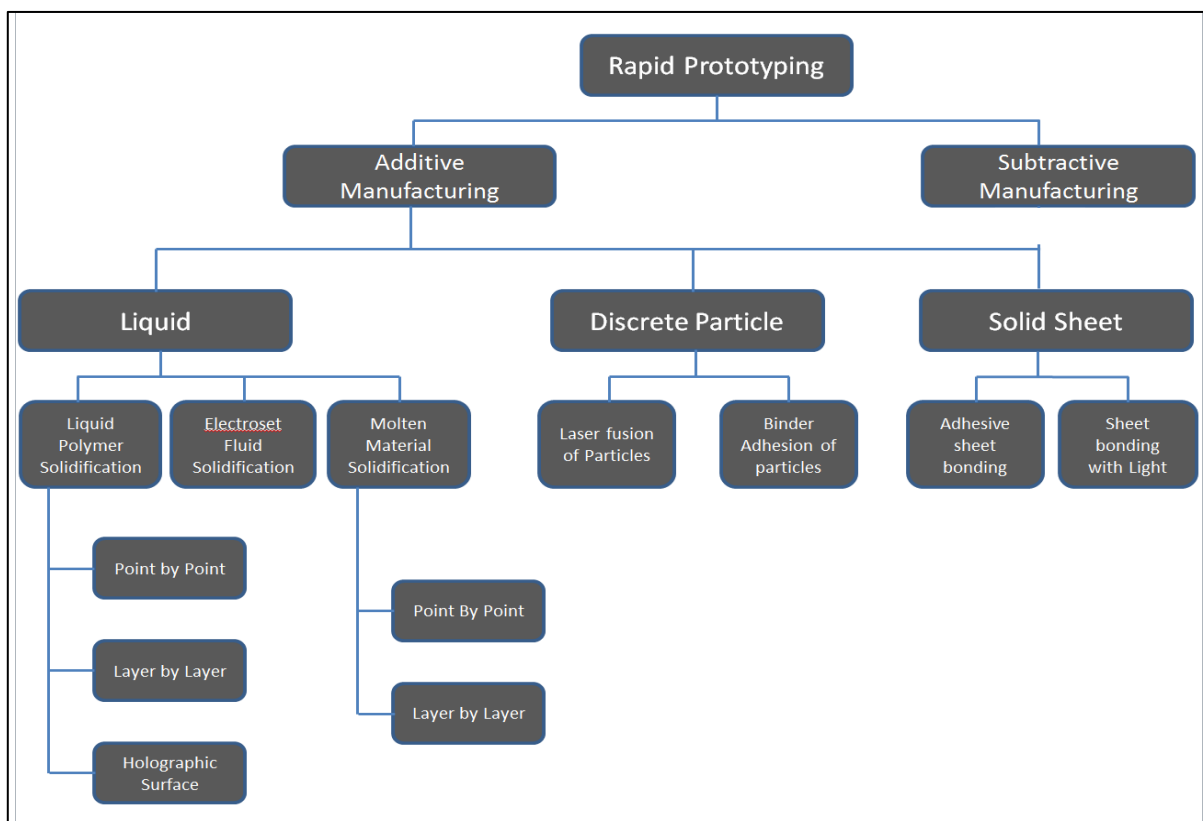 Rapid Prototyping
Additive
Manufacturing
Subtractive
Manufacturing
Liquid
Discrete Particle
Solid Sheet
Liquid
Polymer
Solidification
Electroset
Fluid
Solidification
Molten
Material
Solidification
Laser fusion
of Particles
Binder
Adhesion of
particles
Adhesive
sheet
bonding
Sheet
bonding
with Light
Point by Point
Layer by Layer
Holographic
Surface
Point By Point
Layer by Layer